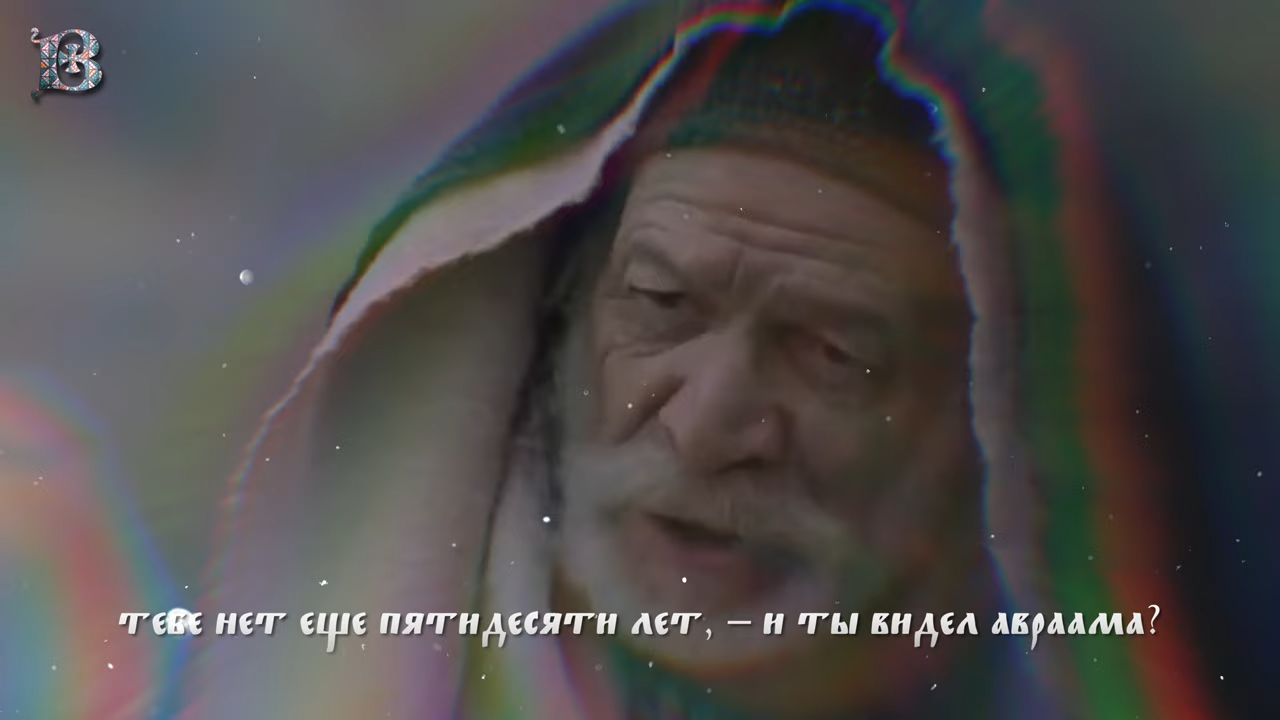 В
тебе нет еще пятидесяти лет, – и ты видел авраама?